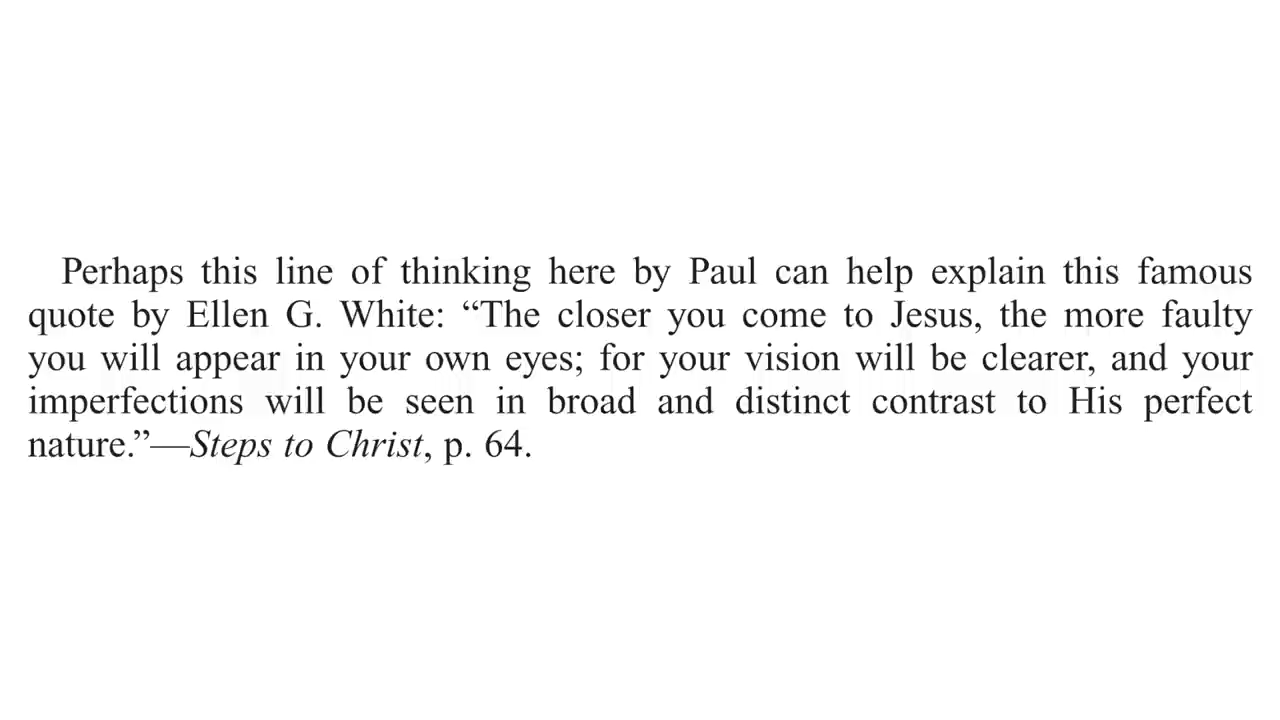 Perhaps this line of thinking here by Paul can help explain this famous
quote by Ellen G. White: “The closer you come to Jesus, the more faulty
you will appear in your own eyes; for your vision will be clearer, and your
imperfections will be seen in broad and distinct contrast to His perfect
nature.”—Steps to Christ, p. 64.